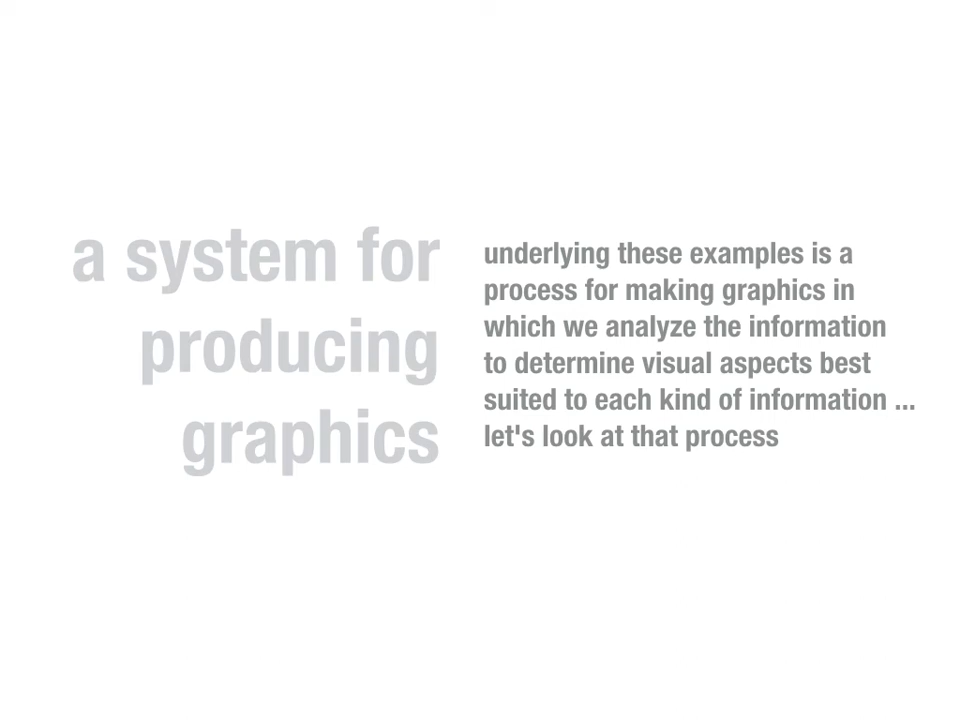 a system for
producing
graphics
underlying these examples is a
process for making graphics in
which we analyze the information
to determine visual aspects best
suited to each kind of information ...
let's look at that process